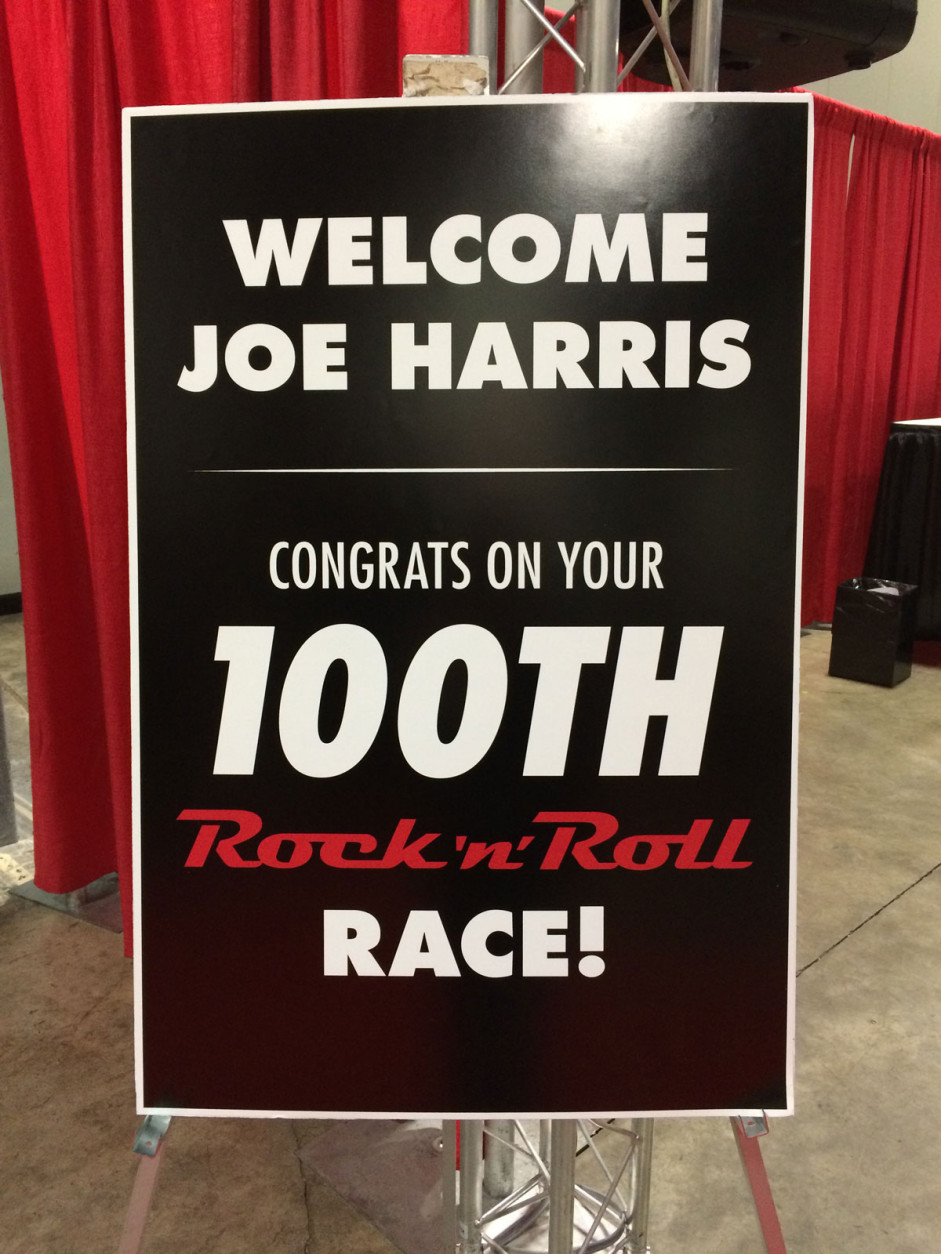 WELCOME
JOE HARRIS
CONGRATS ON YOUR
100TH
Rock 'n' Roll
RACE!